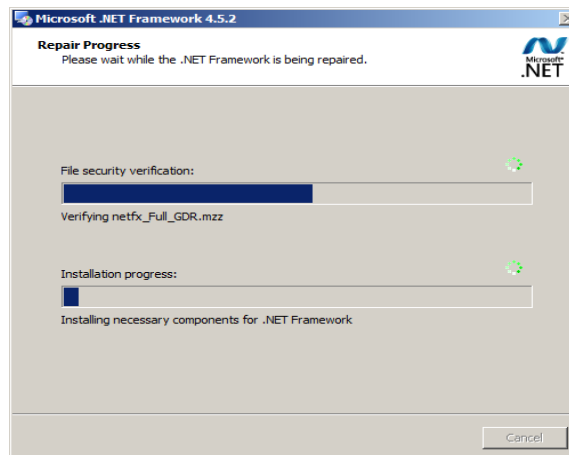 Microsoft .NET Framework 4.5.2
Repair Progress
Please wait while the .NET Framework is being repaired.
Microsoft
.NET
File security verification:
Verifying netfx_Full_GDR.mzz
Installation progress:
Installing necessary components for .NET Framework
Cancel